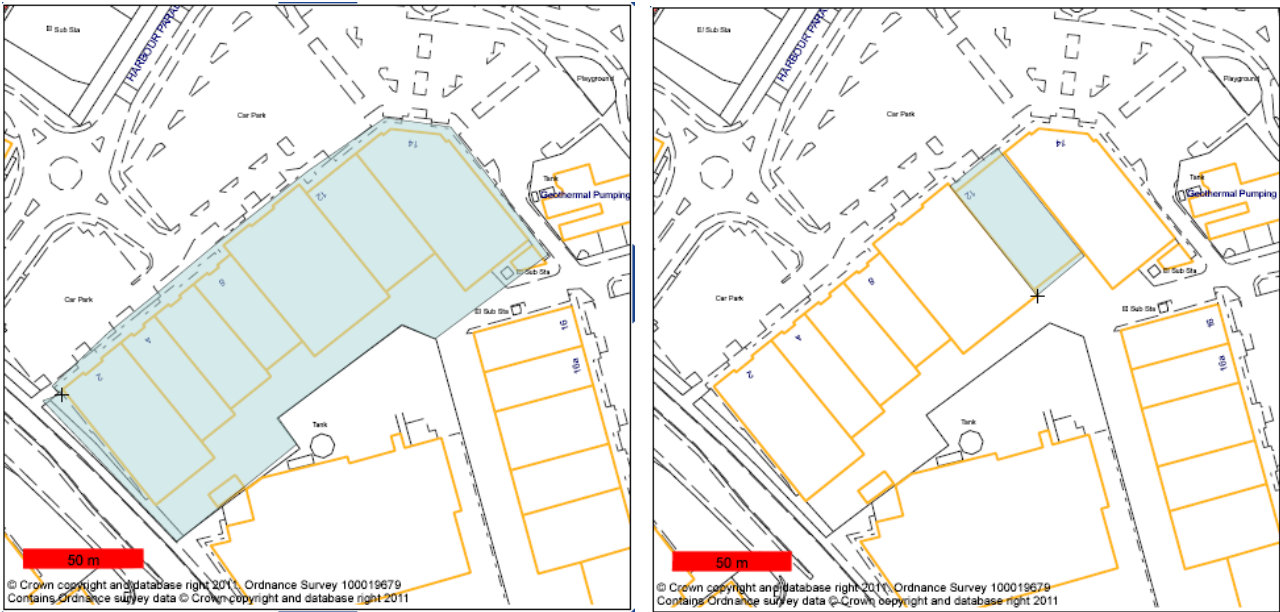 El Sub Sta
HARBOUR PARA
Playground
Car Park
14
Tank
Geothermal Pumping
12
8
El Sub Sta
Car Park
El Sub Sta
16
4
16a
2
Tank
50 m
© Crown copyright and database right 2011. Ordnance Survey 100019679
Contains Ordnance survey data © Crown copyright and database right 2011
El Sub Sta
HARBOUR PARA
Playground
Car Park
14
Tank
Geothermal Pumping
12
8
El Sub Sta
Car Park
El Sub Sta
16
4
16a
2
Tank
50 m
© Crown copyright and database right 2011. Ordnance Survey 100019679
Contains Ordnance survey data © Crown copyright and database right 2011